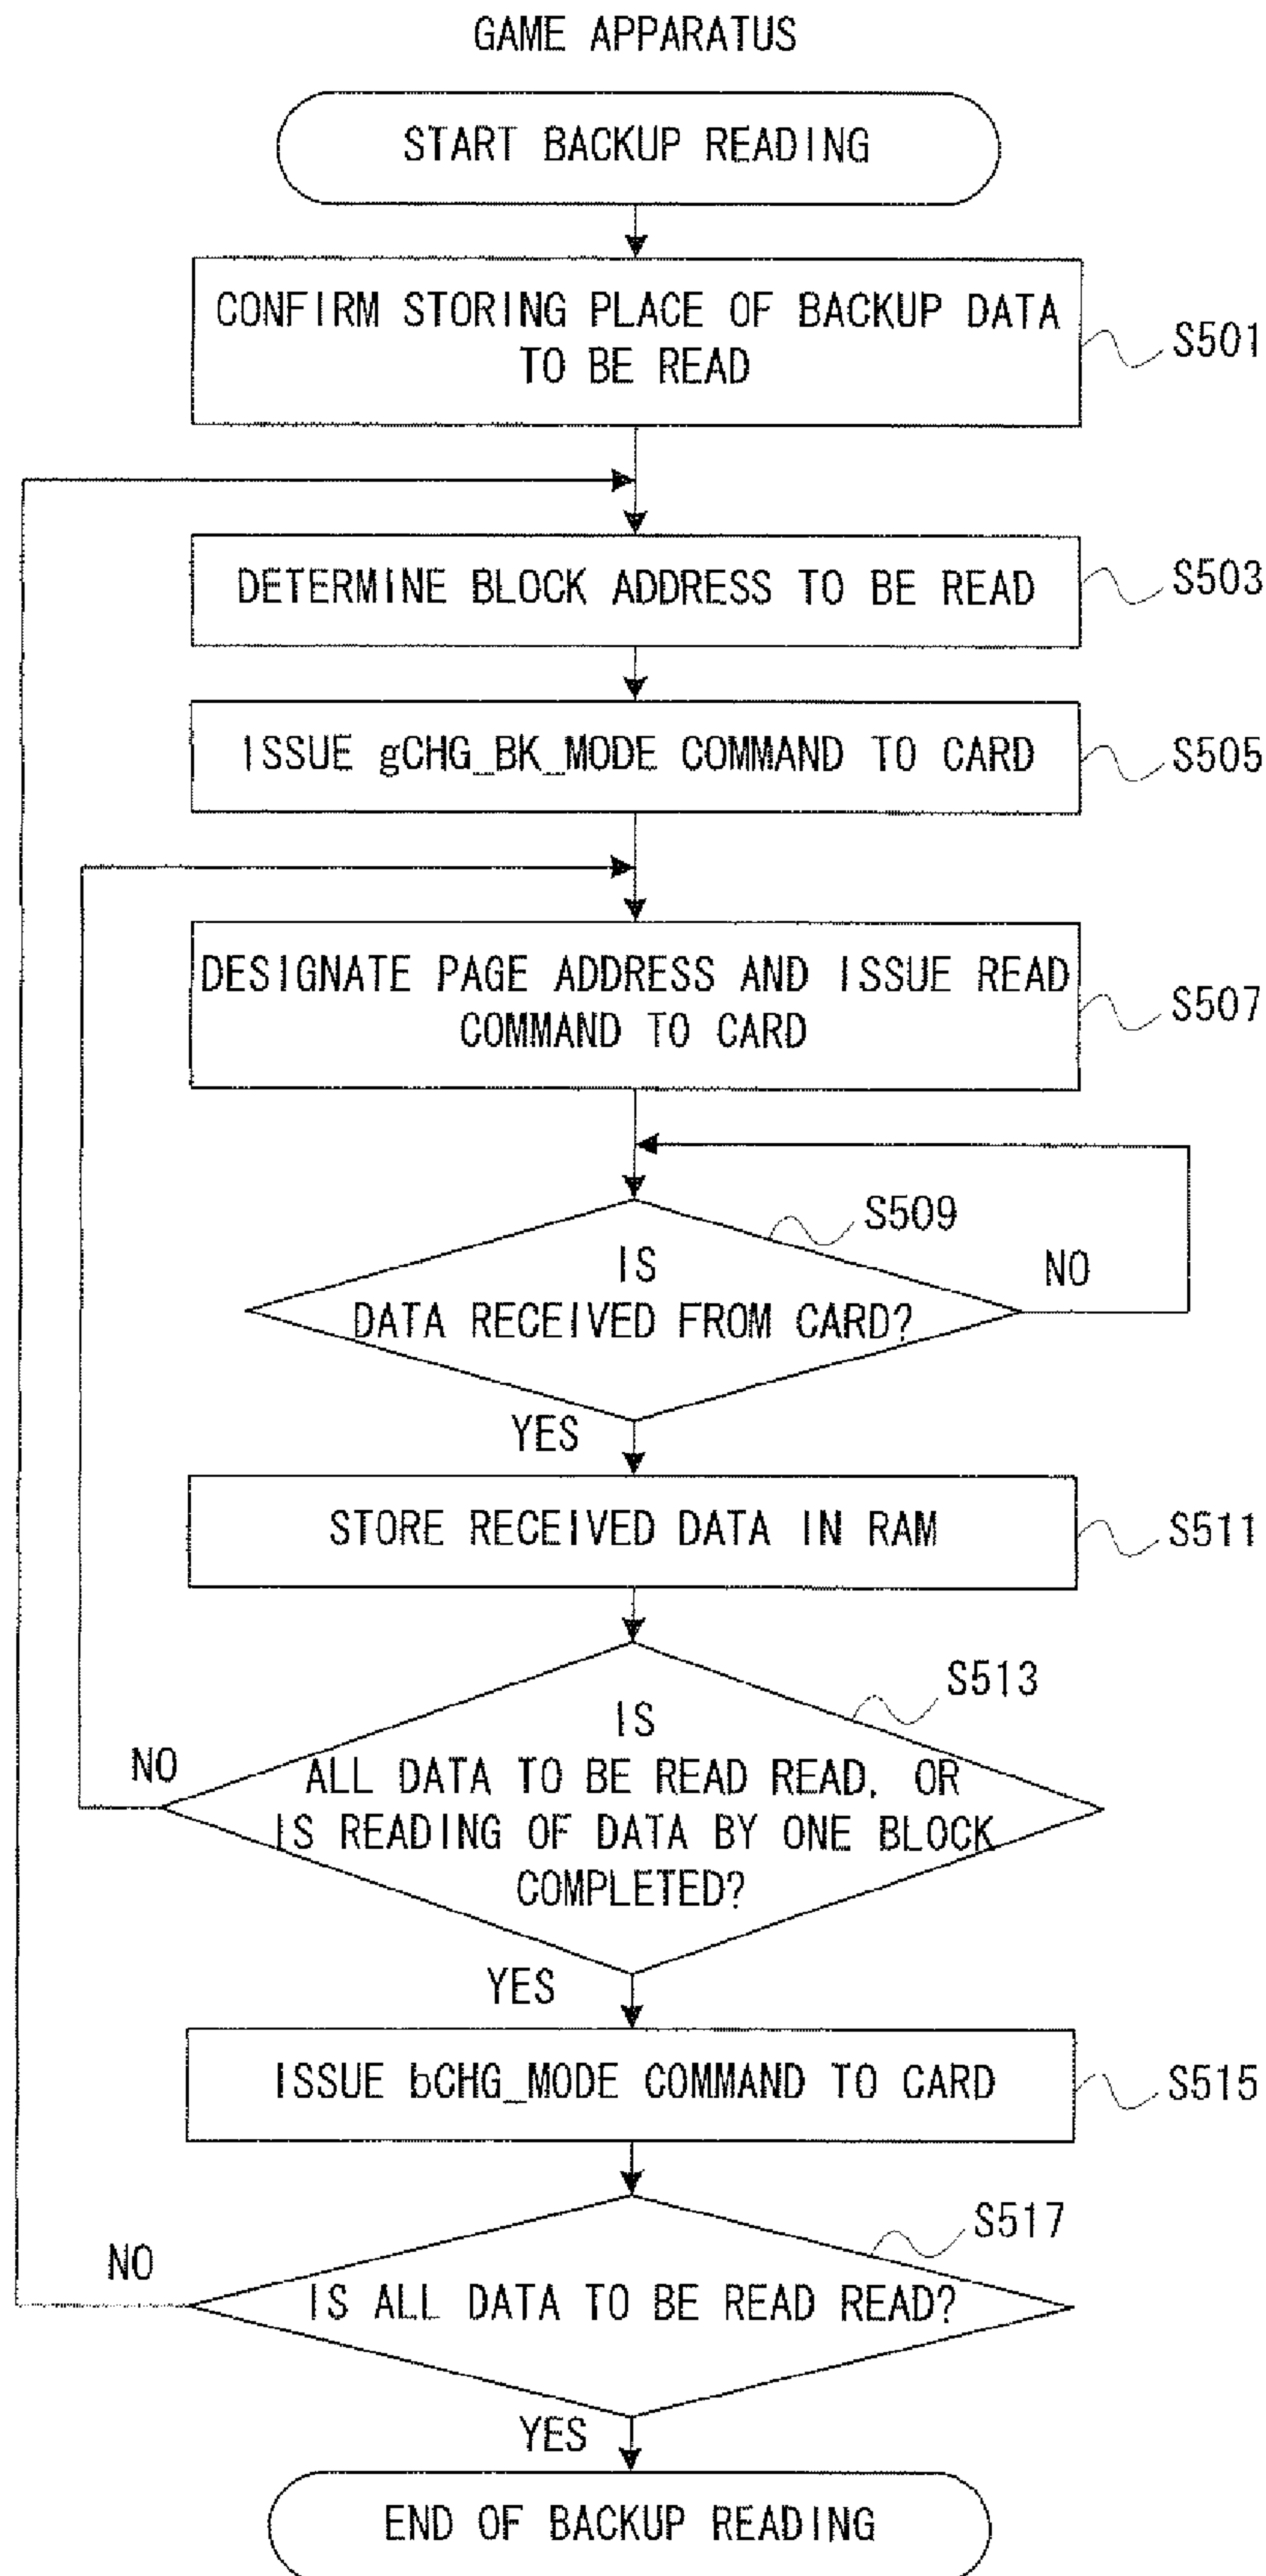 GAME APPARATUS
START BACKUP READING
CONFIRM STORING PLACE OF BACKUP DATA
TO BE READ
S501
DETERMINE BLOCK ADDRESS TO BE READ
S503
ISSUE gCHG_BK_MODE COMMAND TO CARD
S505
DESIGNATE PAGE ADDRESS AND ISSUE READ
COMMAND TO CARD
S507
S509
IS
DATA RECEIVED FROM CARD?
NO
YES
STORE RECEIVED DATA IN RAM
S511
S513
IS
ALL DATA TO BE READ READ, OR
IS READING OF DATA BY ONE BLOCK
COMPLETED?
NO
YES
ISSUE bCHG_MODE COMMAND TO CARD
S515
S517
NO
IS ALL DATA TO BE READ READ?
YES
END OF BACKUP READING